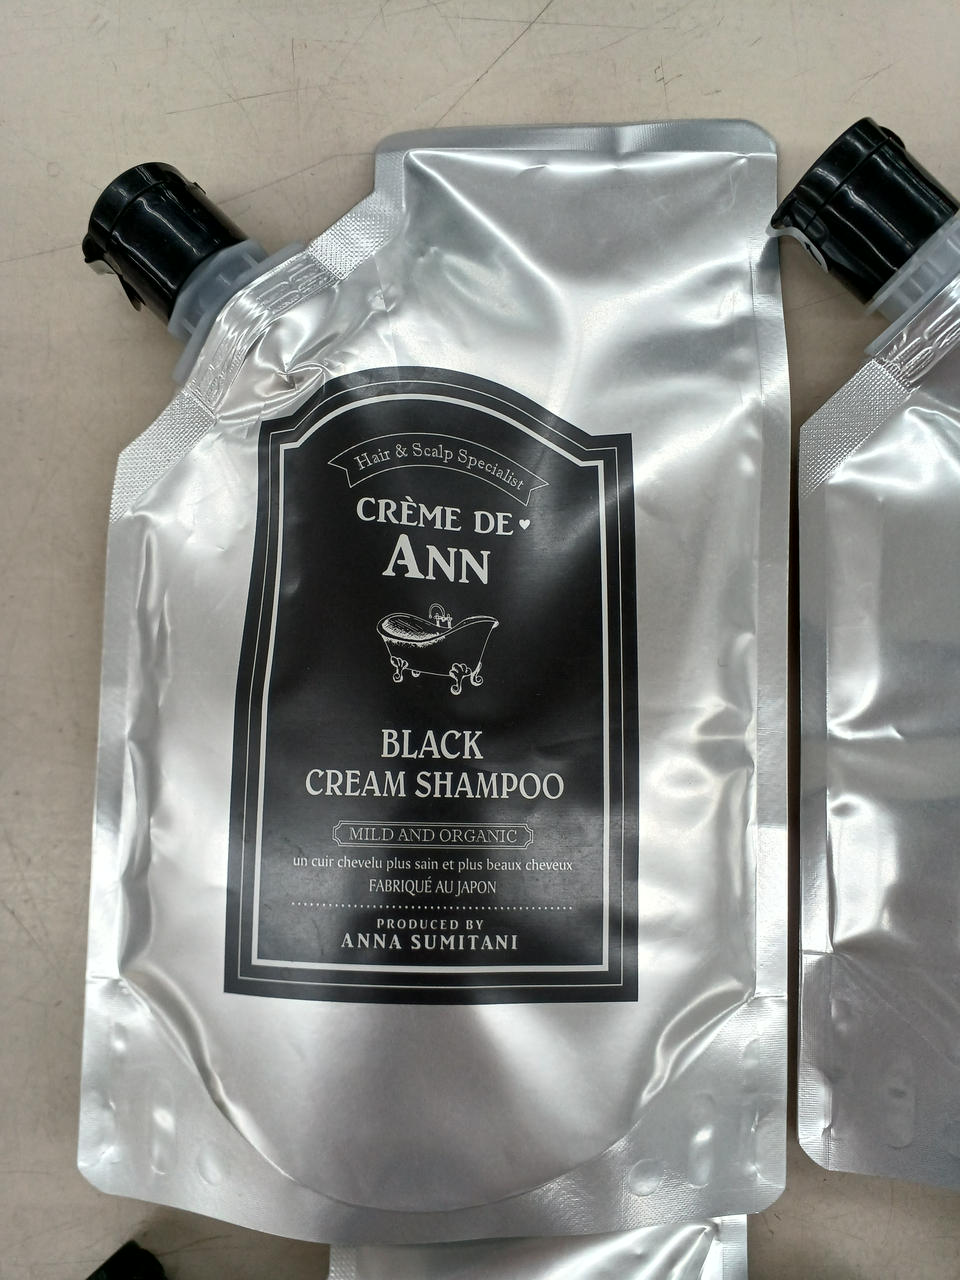 Hair & Scalp Specialist
CRÈME DE♥
ANN
BLACK
CREAM SHAMPOO
MILD AND ORGANIC
un cuir chevelu plus sain et plus beaux cheveux
FABRIQUÉ AU JAPON
PRODUCED BY
ANNA SUMITANI